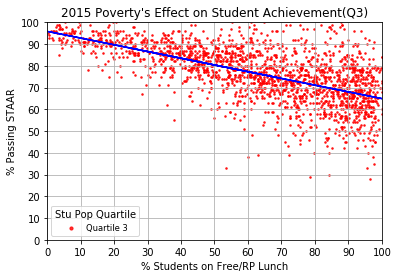 2015 Poverty's Effect on Student Achievement(Q3)
100
90
80
70
60
50
40
30
20
10
0
% Passing STAAR
Stu Pop Quartile
Quartile 3
0 10 20 30 40 50 60 70 80 90 100
% Students on Free/RP Lunch